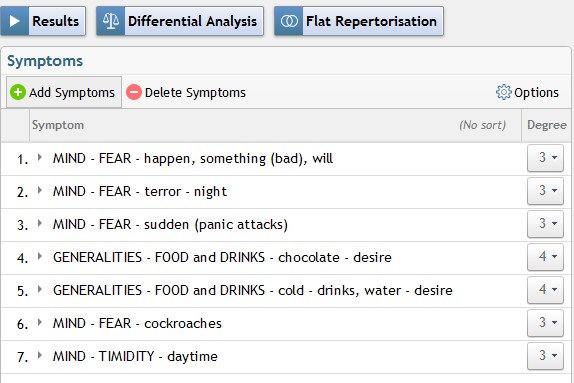 Results Differential Analysis Flat Repertorisation
Symptoms
Add Symptoms Delete Symptoms Options
Symptom (No sort) Degree
1. MIND - FEAR - happen, something (bad), will 3
2. MIND - FEAR - terror - night 3
3. MIND - FEAR - sudden (panic attacks) 3
4. GENERALITIES - FOOD and DRINKS - chocolate - desire 4
5. GENERALITIES - FOOD and DRINKS - cold - drinks, water - desire 4
6. MIND - FEAR - cockroaches 3
7. MIND - TIMIDITY - daytime 3